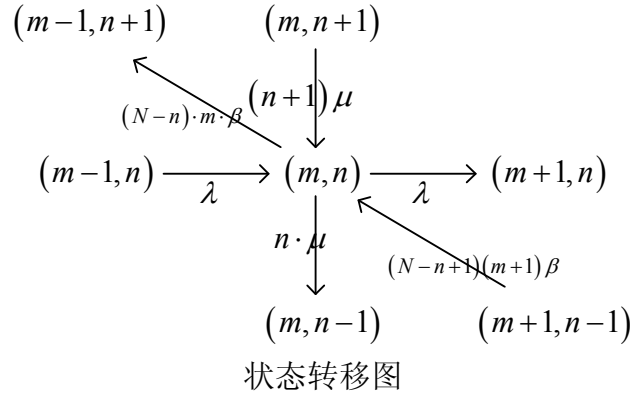 (m−1,n+1) (m,n+1)
(n+1)μ
(N−n)·m·β
(m−1,n) (m,n) (m+1,n)
λ λ
n·μ
(N−n+1)(m+1)β
(m,n−1) (m+1,n−1)
状态转移图